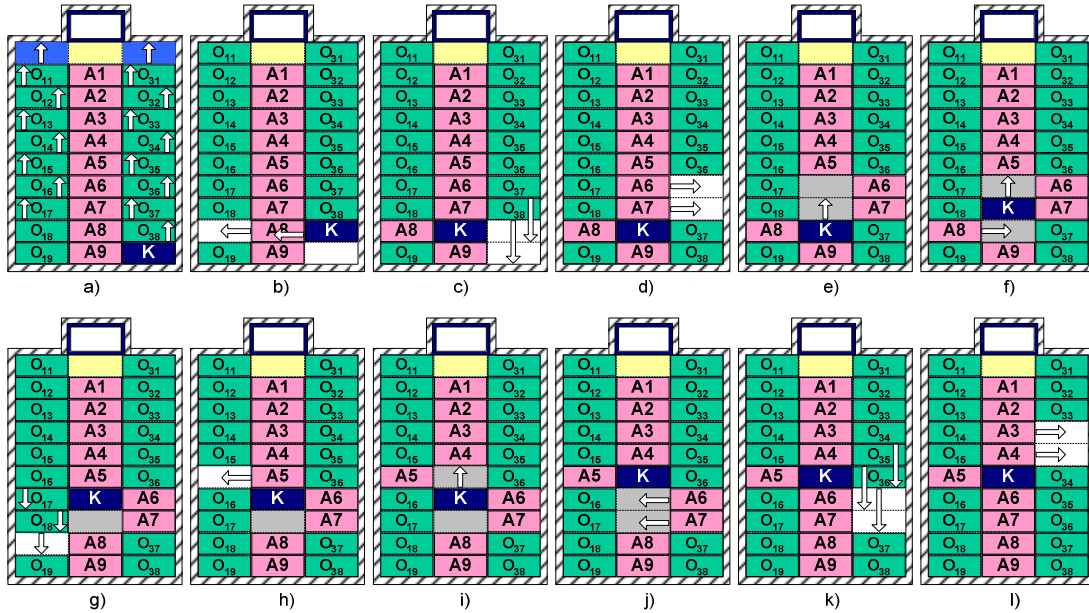 O11 A1 O31
O12 A2 O32
O13 A3 O33
O14 A4 O34
O15 A5 O35
O16 A6 O36
O17 A7 O37
O18 A8 O38
O19 A9 K
a)
O11 O31
O12 A1 O32
O13 A2 O33
O14 A3 O34
O15 A4 O35
O16 A5 O36
O17 A6 O37
O18 A7 O38
A8 K
O19 A9
b)
O11 O31
O12 A1 O32
O13 A2 O33
O14 A3 O34
O15 A4 O35
O16 A5 O36
O17 A6 O37
O18 A7 O38
A8 K
O19 A9
c)
O11 O31
O12 A1 O32
O13 A2 O33
O14 A3 O34
O15 A4 O35
O16 A5 O36
O17 A6
O18 A7
A8 K O37
O19 A9 O38
d)
O11 O31
O12 A1 O32
O13 A2 O33
O14 A3 O34
O15 A4 O35
O16 A5 O36
O17 A6
O18 A7
A8 K O37
O19 A9 O38
e)
O11 O31
O12 A1 O32
O13 A2 O33
O14 A3 O34
O15 A4 O35
O16 A5 O36
O17 A6
O18 K A7
A8 O37
O19 A9 O38
f)
O11 O31
O12 A1 O32
O13 A2 O33
O14 A3 O34
O15 A4 O35
O16 A5 O36
O17 K A6
O18 A7
A8 O37
O19 A9 O38
g)
O11 O31
O12 A1 O32
O13 A2 O33
O14 A3 O34
O15 A4 O35
A5 O36
O16 K A6
O17 A7
O18 A8 O37
O19 A9 O38
h)
O11 O31
O12 A1 O32
O13 A2 O33
O14 A3 O34
O15 A4 O35
A5 O36
O16 K A6
O17 A7
O18 A8 O37
O19 A9 O38
i)
O11 O31
O12 A1 O32
O13 A2 O33
O14 A3 O34
O15 A4 O35
A5 K O36
O16 A6
O17 A7
O18 A8 O37
O19 A9 O38
j)
O11 O31
O12 A1 O32
O13 A2 O33
O14 A3 O34
O15 A4 O35
A5 K O36
O16 A6
O17 A7
O18 A8 O37
O19 A9 O38
k)
O11 O31
O12 A1 O32
O13 A2 O33
O14 A3
O15 A4
A5 K O34
O16 A6 O35
O17 A7 O36
O18 A8 O37
O19 A9 O38
l)